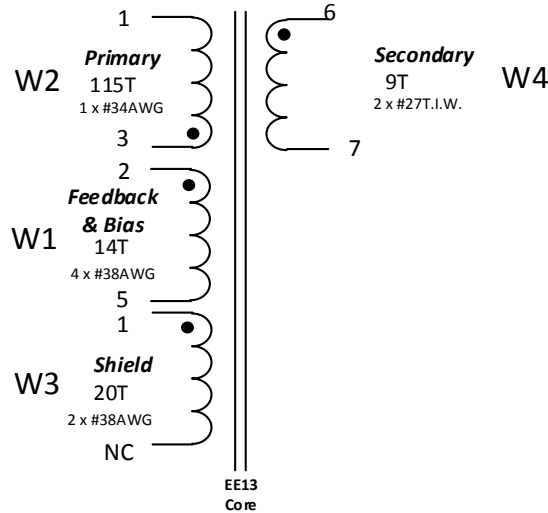 1
Primary
W2
115T
1 x #34AWG
3
6
Secondary
9T
W4
2 x #27T.I.W.
7
2
Feedback
& Bias
W1
14T
4 x #38AWG
5
1
Shield
W3
20T
2 x #38AWG
NC
EE13
Core